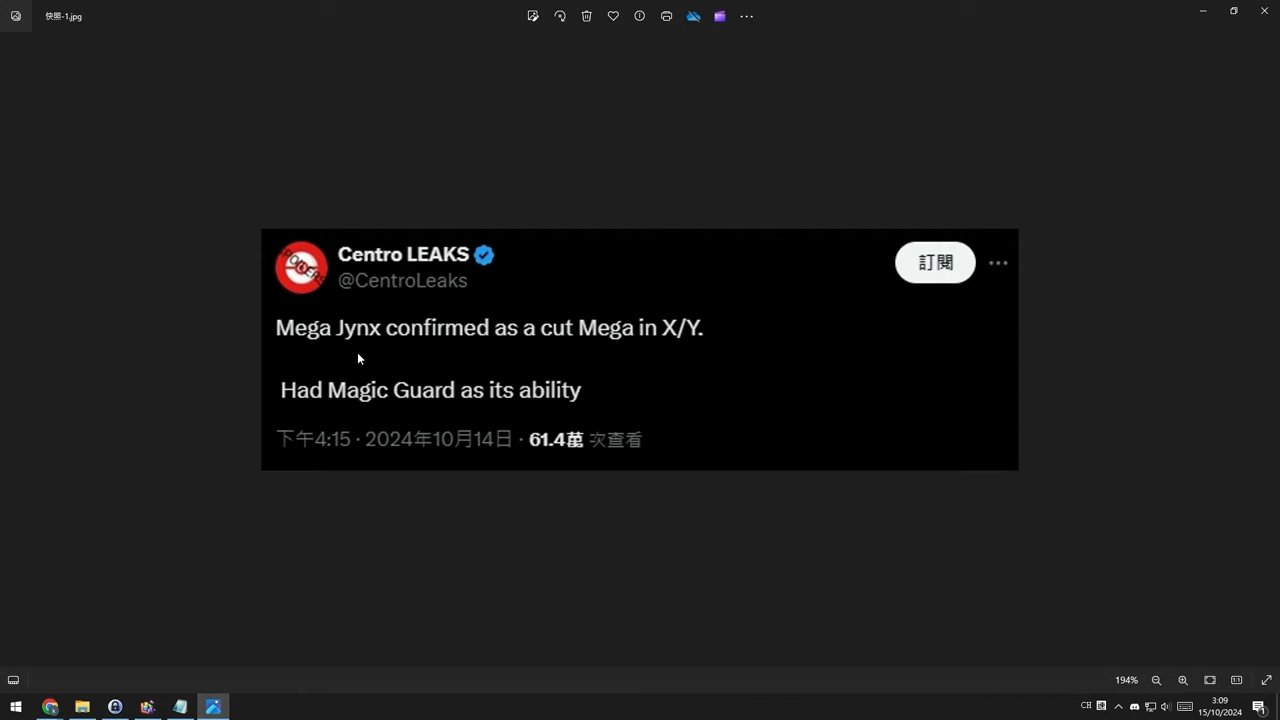 快照-1.jpg
Centro LEAKS
@CentroLeaks
訂閱
Mega Jynx confirmed as a cut Mega in X/Y.
Had Magic Guard as its ability
下午4:15 · 2024年10月14日 · 61.4萬 次查看
194%
CH
3:09
15/10/2024